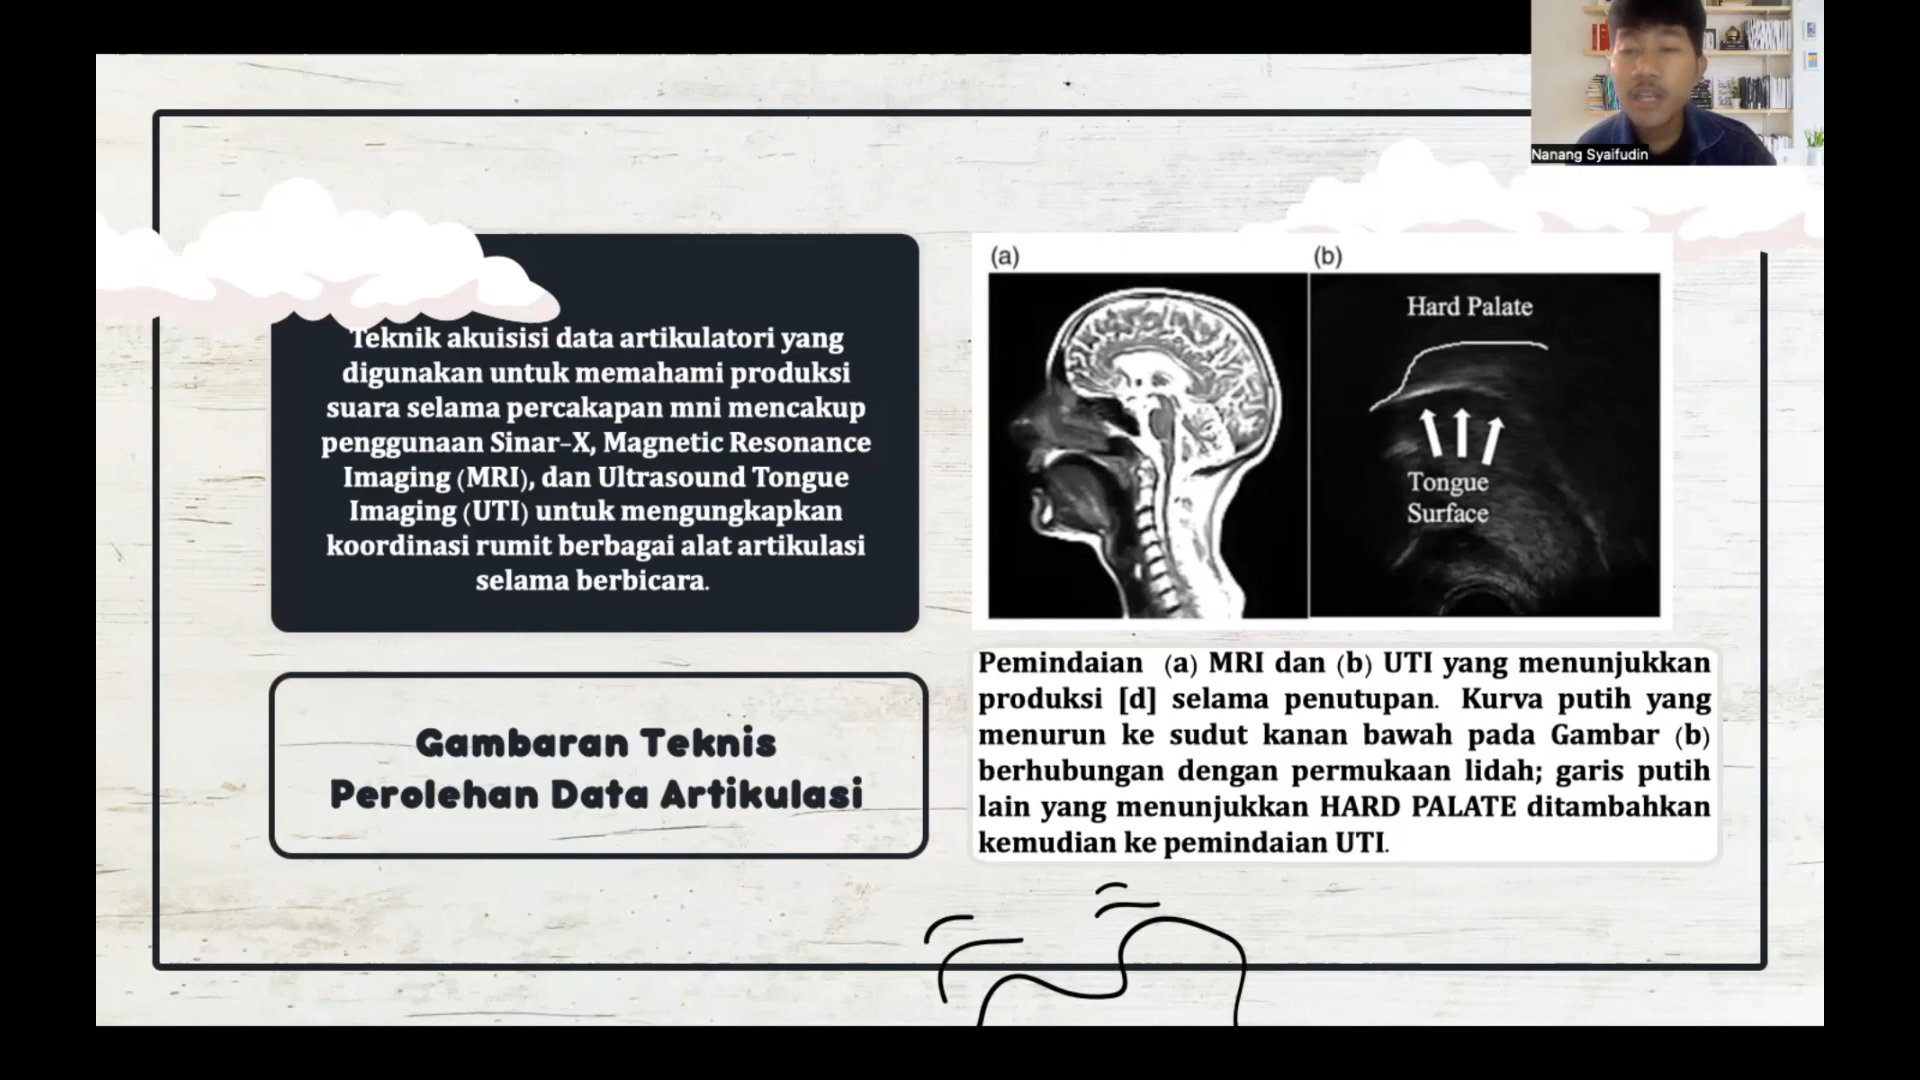 Nanang Syaifudin
Teknik akuisisi data artikulatori yang
digunakan untuk memahami produksi
suara selama percakapan mni mencakup
penggunaan Sinar-X, Magnetic Resonance
Imaging (MRI), dan Ultrasound Tongue
Imaging (UTI) untuk mengungkapkan
koordinasi rumit berbagai alat artikulasi
selama berbicara.
Gambaran Teknis
Perolehan Data Artikulasi
(a)
(b)
Hard Palate
Tongue
Surface
Pemindaian (a) MRI dan (b) UTI yang menunjukkan
produksi [d] selama penutupan. Kurva putih yang
menurun ke sudut kanan bawah pada Gambar (b)
berhubungan dengan permukaan lidah; garis putih
lain yang menunjukkan HARD PALATE ditambahkan
kemudian ke pemindaian UTI.